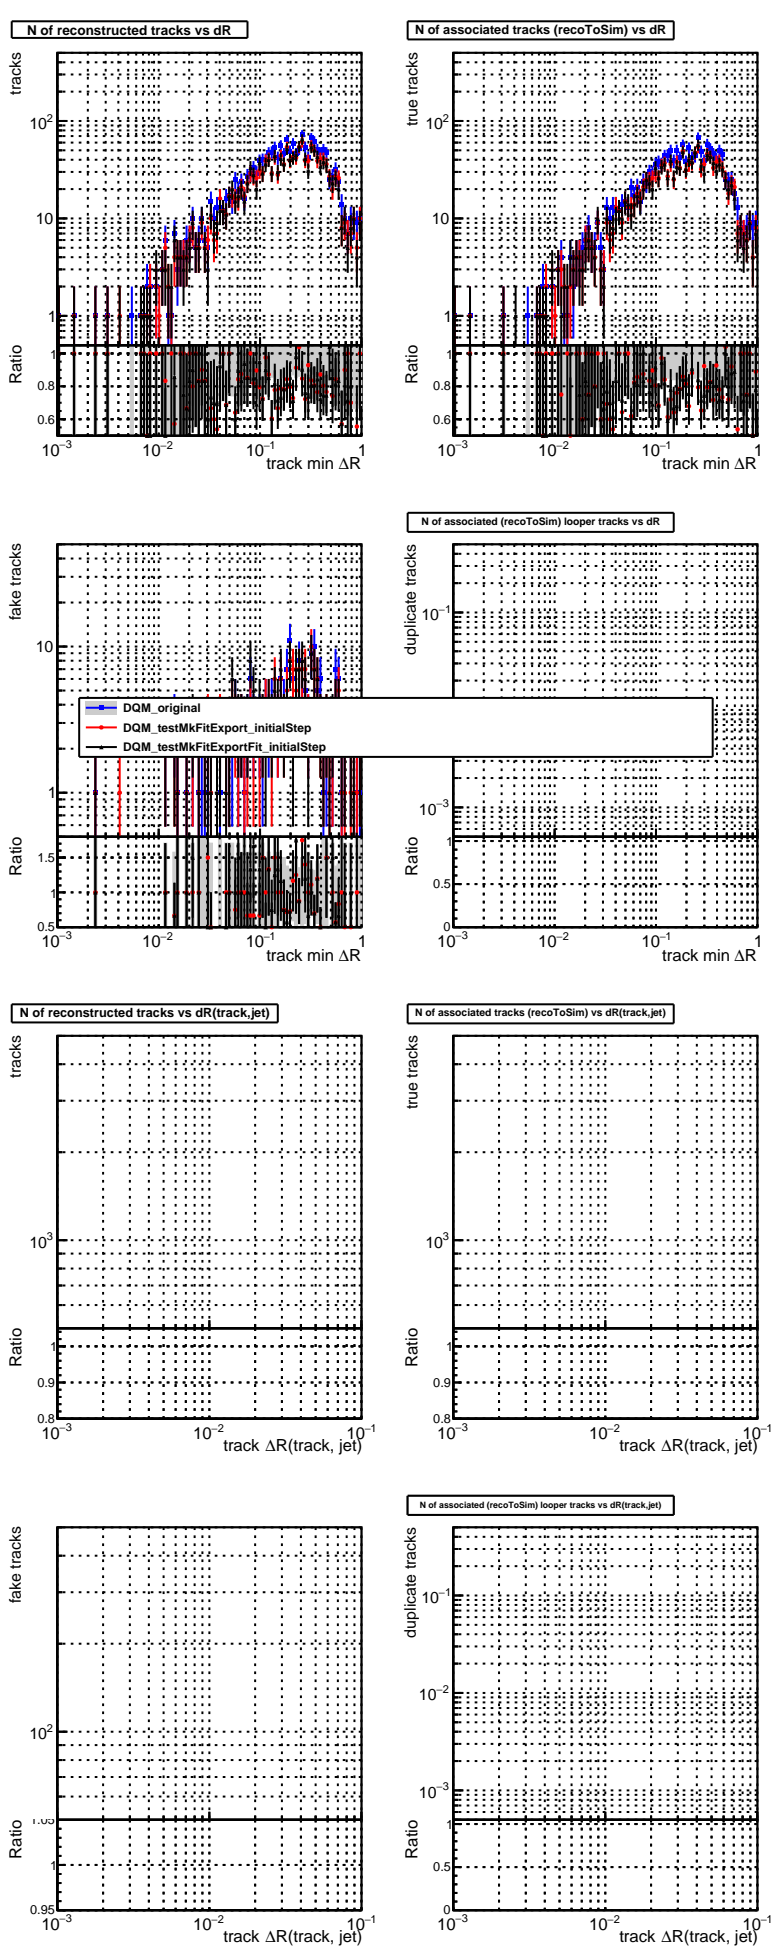 N of reconstructed tracks vs dR
tracks
10²
10
1
Ratio
1
0.8
0.6
10⁻³
10⁻²
10⁻¹
1
track min ΔR
N of associated tracks (recoToSim) vs dR
true tracks
10²
10
1
Ratio
1
0.8
0.6
10⁻³
10⁻²
10⁻¹
1
track min ΔR
fake tracks
10
1
Ratio
1.5
1
0.5
10⁻³
10⁻²
10⁻¹
1
track min ΔR
N of associated (recoToSim) looper tracks vs dR
duplicate tracks
10⁻¹
10⁻³
Ratio
1
0.5
0
10⁻³
10⁻²
10⁻¹
1
track min ΔR
DQM_original
DQM_testMkFitExport_initialStep
DQM_testMkFitExportFit_initialStep
N of reconstructed tracks vs dR(track,jet)
tracks
10³
Ratio
1
0.9
0.8
10⁻³
10⁻²
10⁻¹
track ΔR(track, jet)
N of associated tracks (recoToSim) vs dR(track,jet)
true tracks
10³
Ratio
1
0.9
0.8
10⁻³
10⁻²
10⁻¹
track ΔR(track, jet)
fake tracks
10²
Ratio
1.05
1
0.95
10⁻³
10⁻²
10⁻¹
track ΔR(track, jet)
N of associated (recoToSim) looper tracks vs dR(track,jet)
duplicate tracks
10⁻¹
10⁻²
10⁻³
Ratio
1
0.5
0
10⁻³
10⁻²
10⁻¹
track ΔR(track, jet)